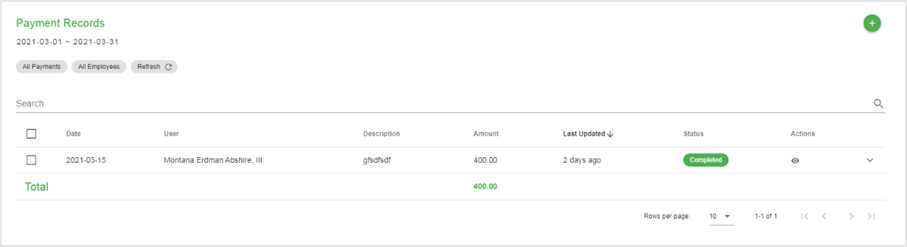 Payment Records
2021-03-01 ~ 2021-03-31
All Payments All Employees Refresh
Search
Date User Description Amount Last Updated Status Actions
2021-03-15 Montana Erdman Abshire, III gfsdfsdf 400.00 2 days ago Completed
Total 400.00
Rows per page: 10 1-1 of 1